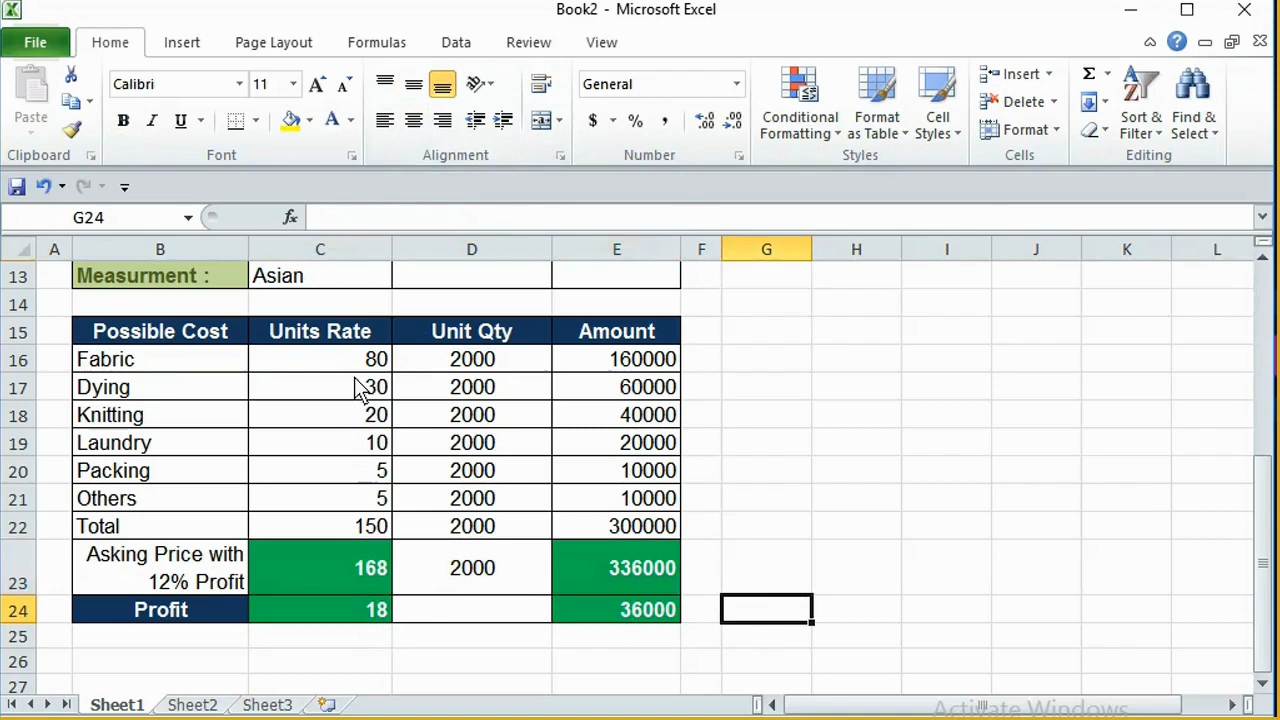 Book2 - Microsoft Excel
File Home Insert Page Layout Formulas Data Review View
Calibri 11 General
Paste
B I U $ % ,
Conditional Formatting
Format as Table
Cell Styles
Insert
Delete
Format
Sort & Filter
Find & Select
Clipboard Font Alignment Number Styles Cells Editing
G24 fx
A B C D E F G H I J K L
13 Measurment : Asian
14
15 Possible Cost Units Rate Unit Qty Amount
16 Fabric 80 2000 160000
17 Dying 30 2000 60000
18 Knitting 20 2000 40000
19 Laundry 10 2000 20000
20 Packing 5 2000 10000
21 Others 5 2000 10000
22 Total 150 2000 300000
Asking Price with
23 12% Profit 168 2000 336000
24 Profit 18 36000
25
26
27
Sheet1 Sheet2 Sheet3
Activate Windows